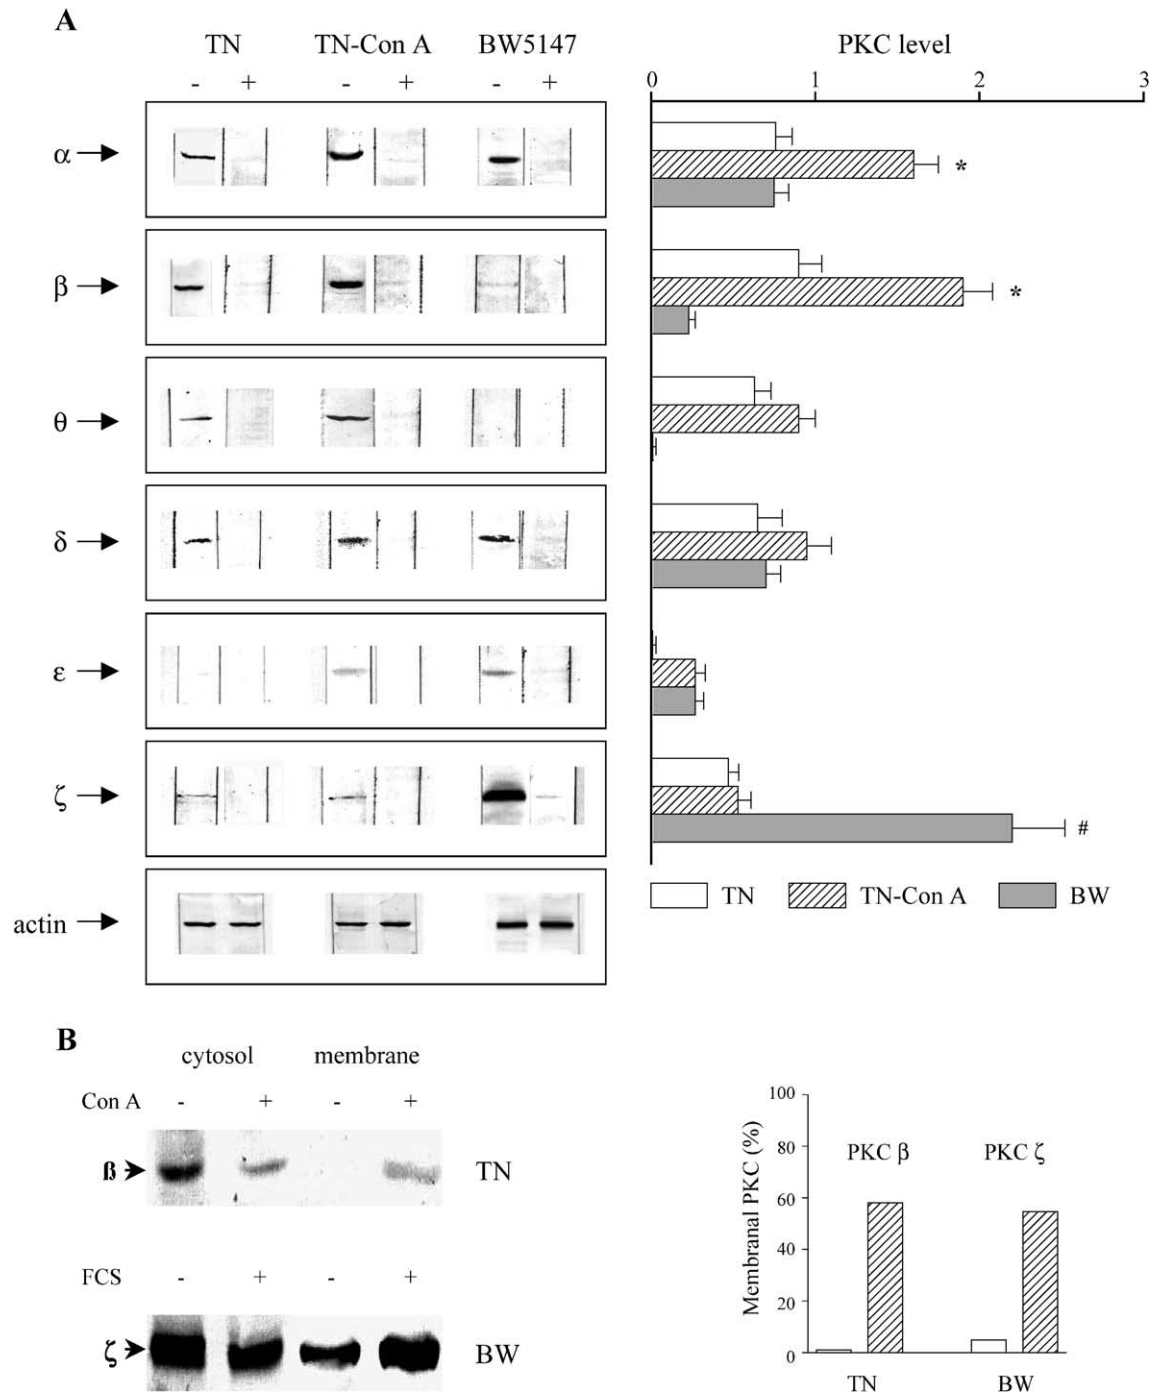 A
TN TN-Con A BW5147 PKC level
- + - + - + 0 1 2 3
α
*
β
*
θ
δ
ε
ζ
#
TN TN-Con A BW
actin
B
cytosol membrane
Con A - + - +
ß TN
FCS - + - +
ζ BW
Membranal PKC (%)
100
80
60
40
20
0
PKC β PKC ζ
TN BW